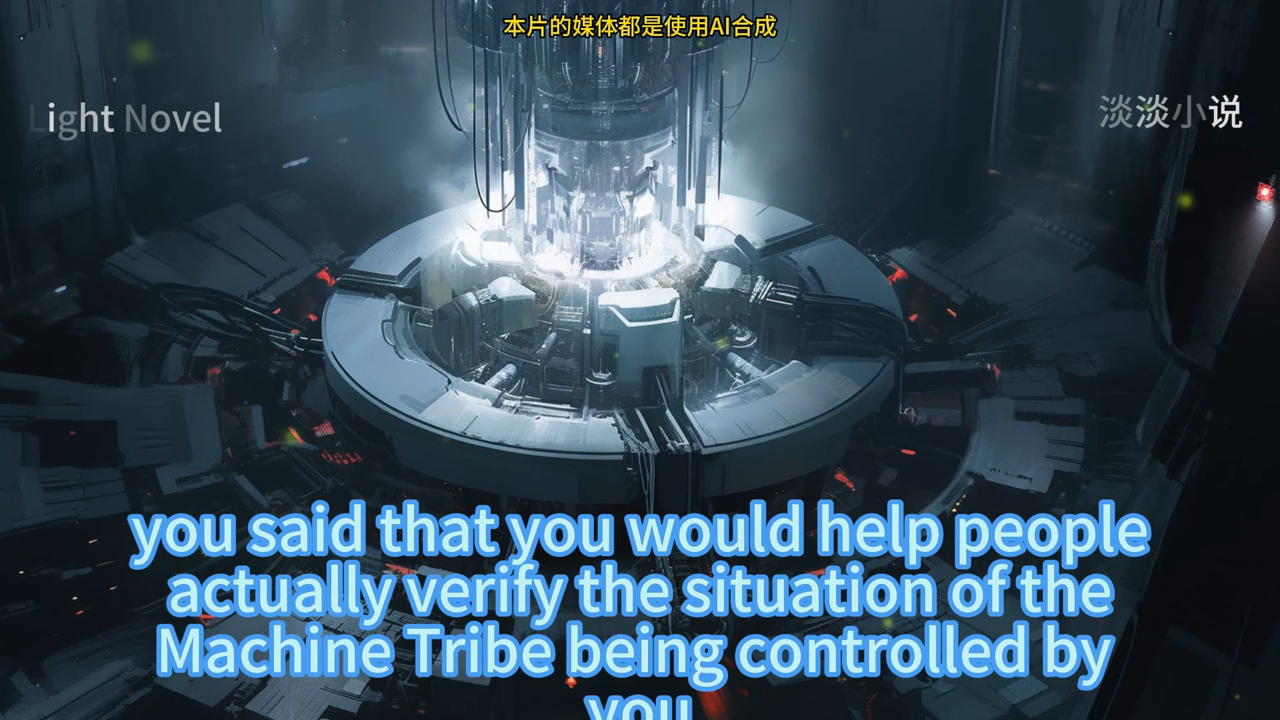 本片的媒体都是使用AI合成
Light Novel
淡淡小说
you said that you would help people
actually verify the situation of the
Machine Tribe being controlled by
you